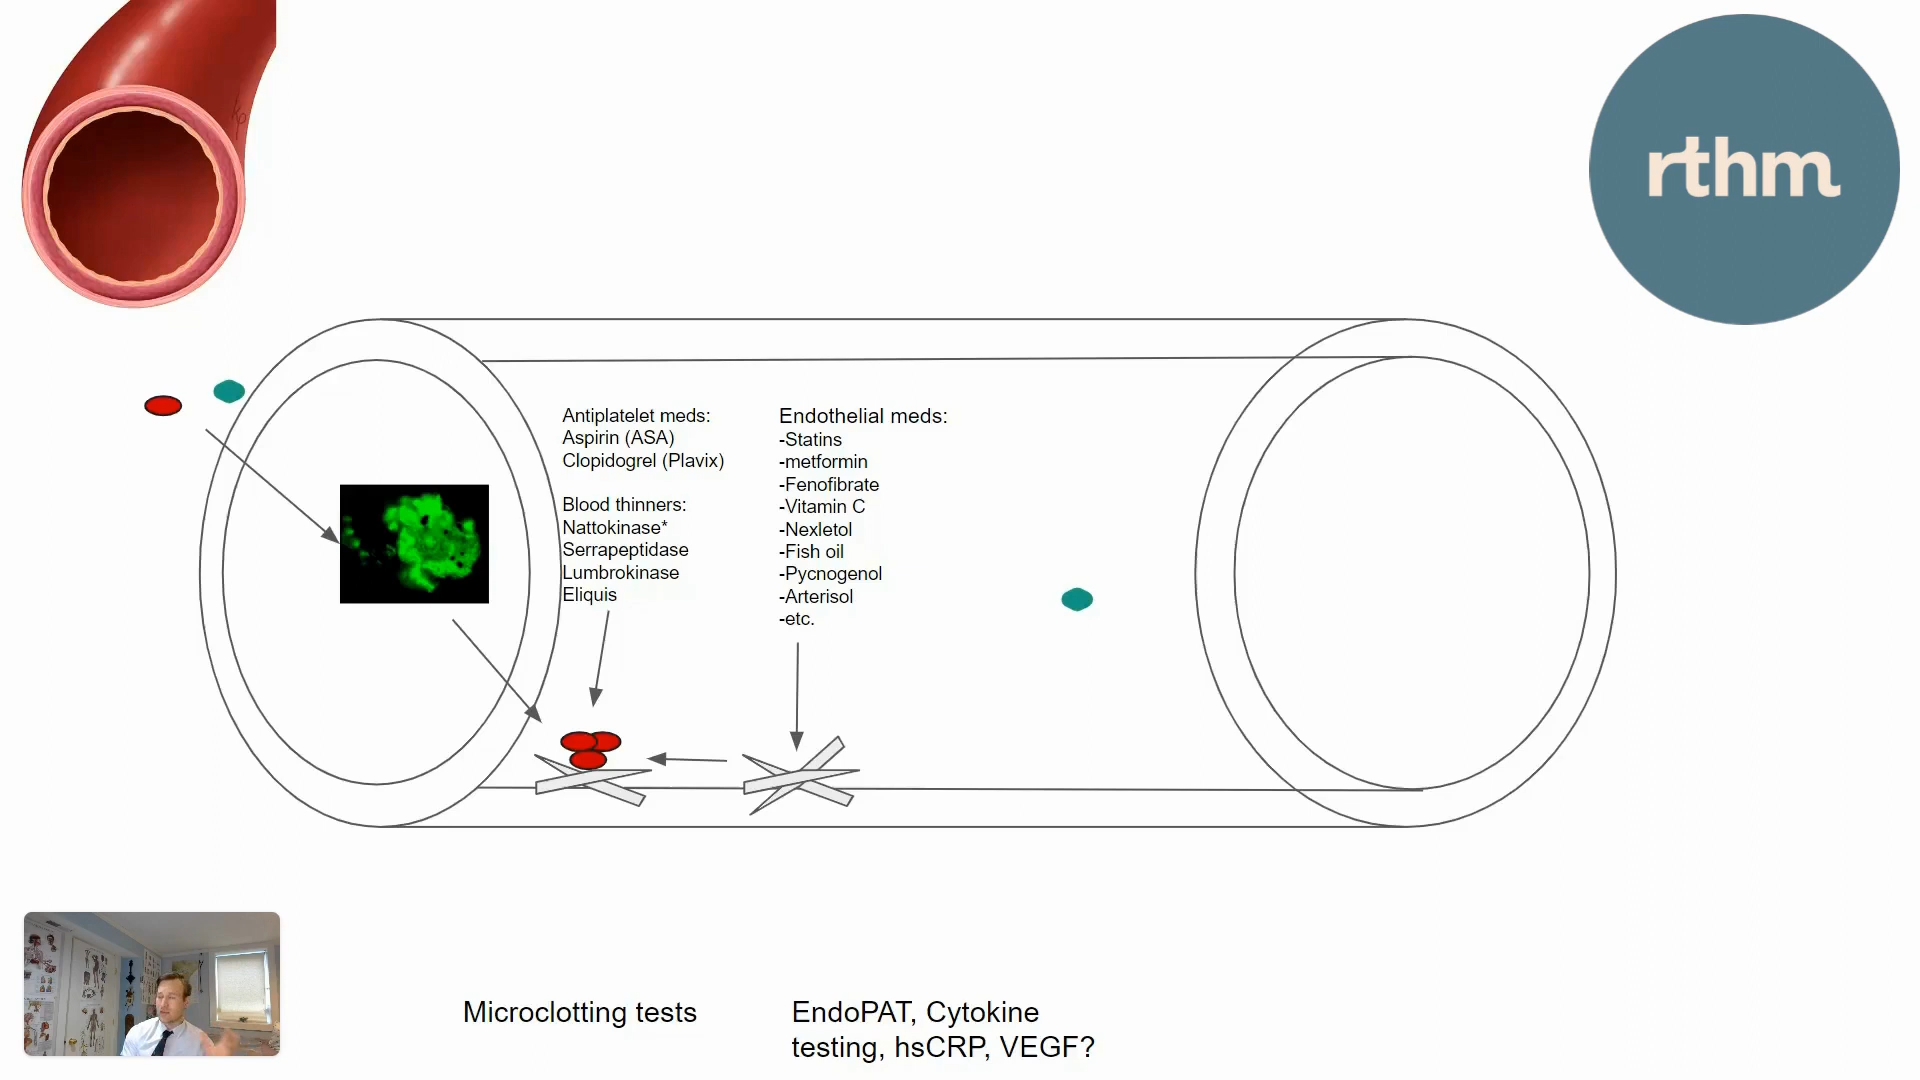 rthm
Antiplatelet meds:
Aspirin (ASA)
Clopidogrel (Plavix)
Blood thinners:
Nattokinase*
Serrapeptidase
Lumbrokinase
Eliquis
Endothelial meds:
-Statins
-metformin
-Fenofibrate
-Vitamin C
-Nexletol
-Fish oil
-Pycnogenol
-Arterisol
-etc.
Microclotting tests
EndoPAT, Cytokine
testing, hsCRP, VEGF?